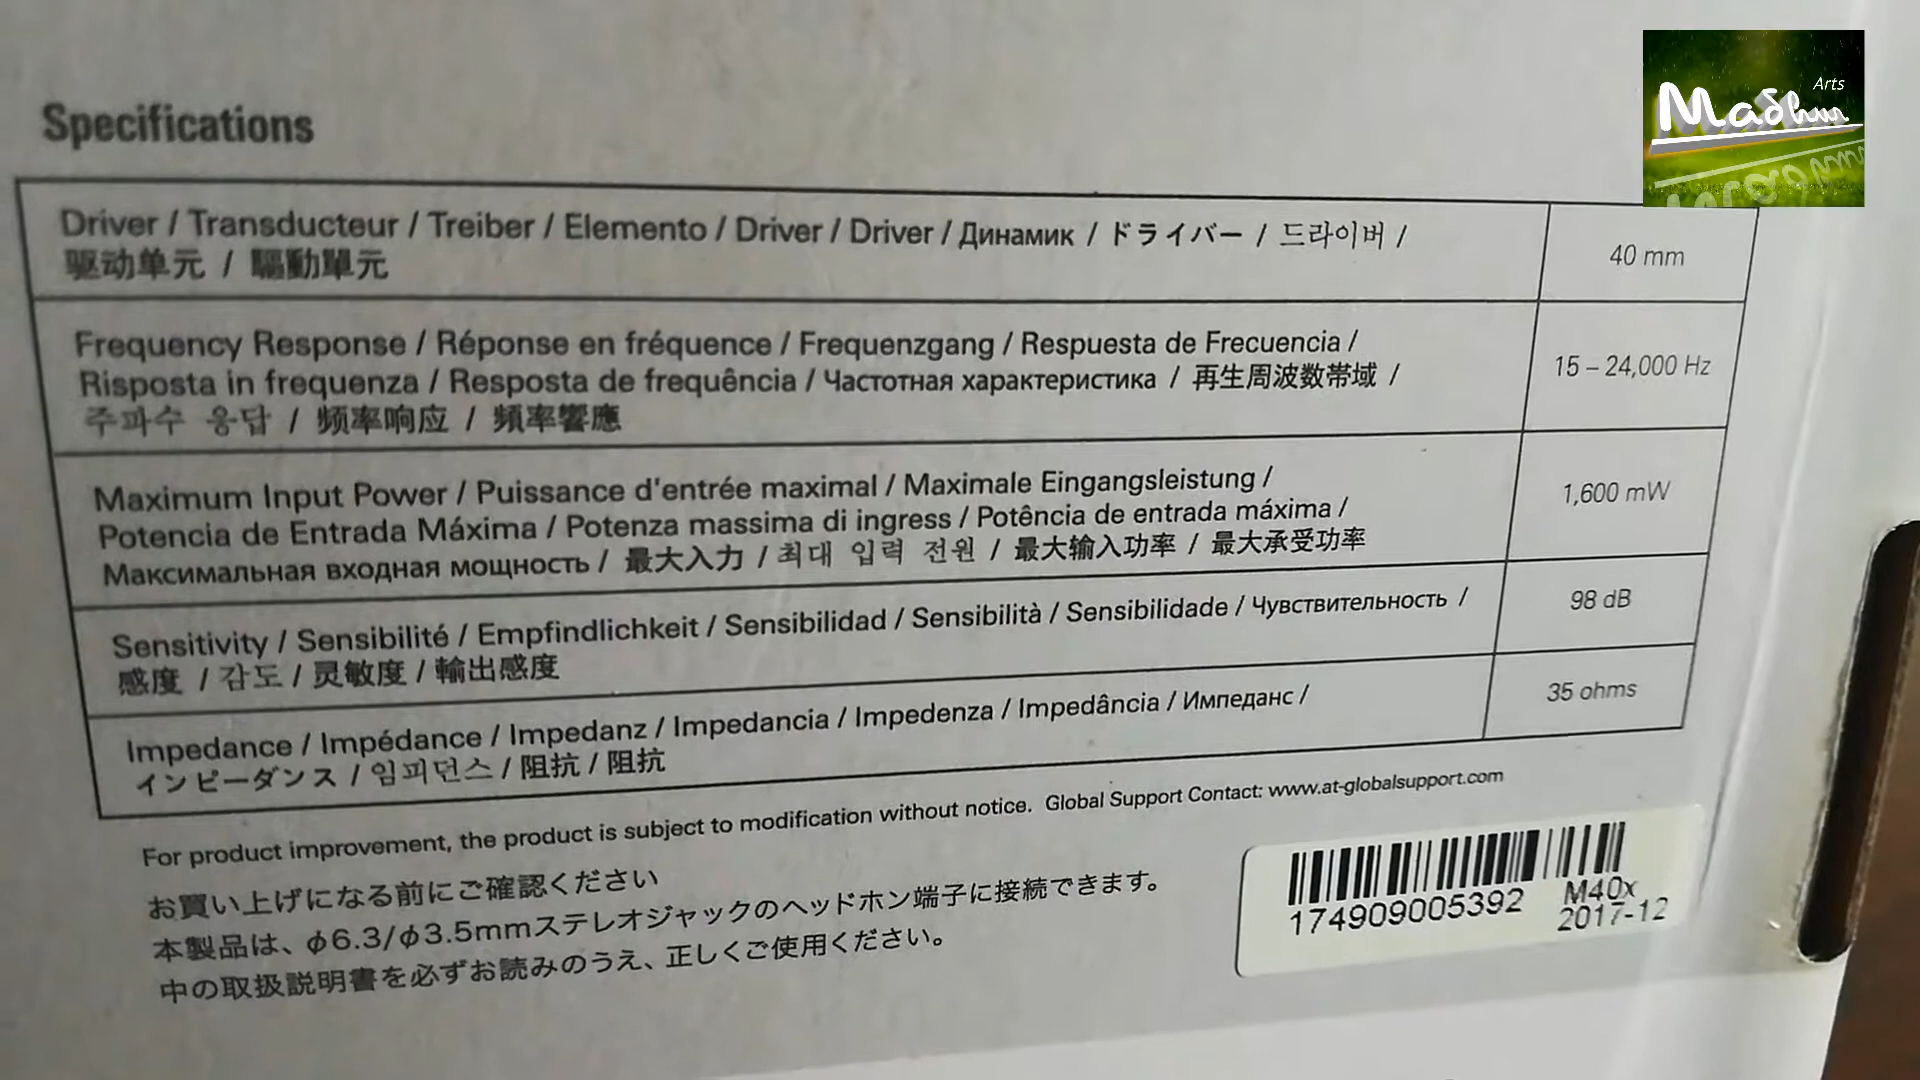 Arts
Madhur
Specifications
Driver / Transducteur / Treiber / Elemento / Driver / Driver / Динамик / ドライバー / 드라이버 /
驱动单元 / 驅動單元
40 mm
Frequency Response / Réponse en fréquence / Frequenzgang / Respuesta de Frecuencia /
Risposta in frequenza / Resposta de frequência / Частотная характеристика / 再生周波数帯域 /
주파수 응답 / 频率响应 / 頻率響應
15 – 24,000 Hz
Maximum Input Power / Puissance d'entrée maximal / Maximale Eingangsleistung /
Potencia de Entrada Máxima / Potenza massima di ingress / Potência de entrada máxima /
Максимальная входная мощность / 最大入力 / 최대 입력 전원 / 最大输入功率 / 最大承受功率
1,600 mW
Sensitivity / Sensibilité / Empfindlichkeit / Sensibilidad / Sensibilità / Sensibilidade / Чувствительность /
感度 / 감도 / 灵敏度 / 輸出感度
98 dB
Impedance / Impédance / Impedanz / Impedancia / Impedenza / Impedância / Импеданс /
インピーダンス / 임피던스 / 阻抗 / 阻抗
35 ohms
For product improvement, the product is subject to modification without notice. Global Support Contact: www.at-globalsupport.com
お買い上げになる前にご確認ください
本製品は、φ6.3/φ3.5mmステレオジャックのヘッドホン端子に接続できます。
中の取扱説明書を必ずお読みのうえ、正しくご使用ください。
174909005392 M40x
2017-12